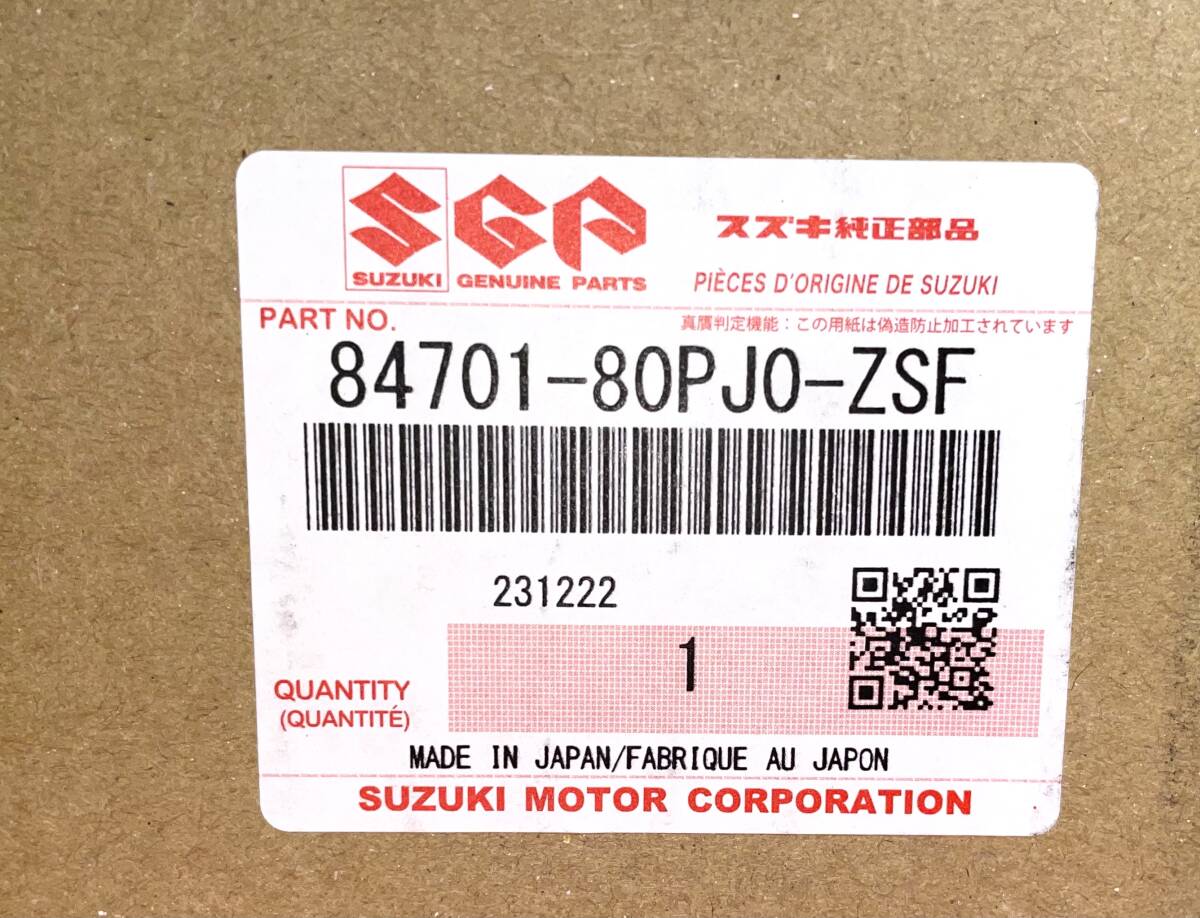 SGP
スズキ純正部品
SUZUKI GENUINE PARTS
PIÈCES D'ORIGINE DE SUZUKI
PART NO.
真贋判定機能：この用紙は偽造防止加工されています
84701-80PJ0-ZSF
231222
1
QUANTITY
(QUANTITÉ)
MADE IN JAPAN/FABRIQUE AU JAPON
SUZUKI MOTOR CORPORATION